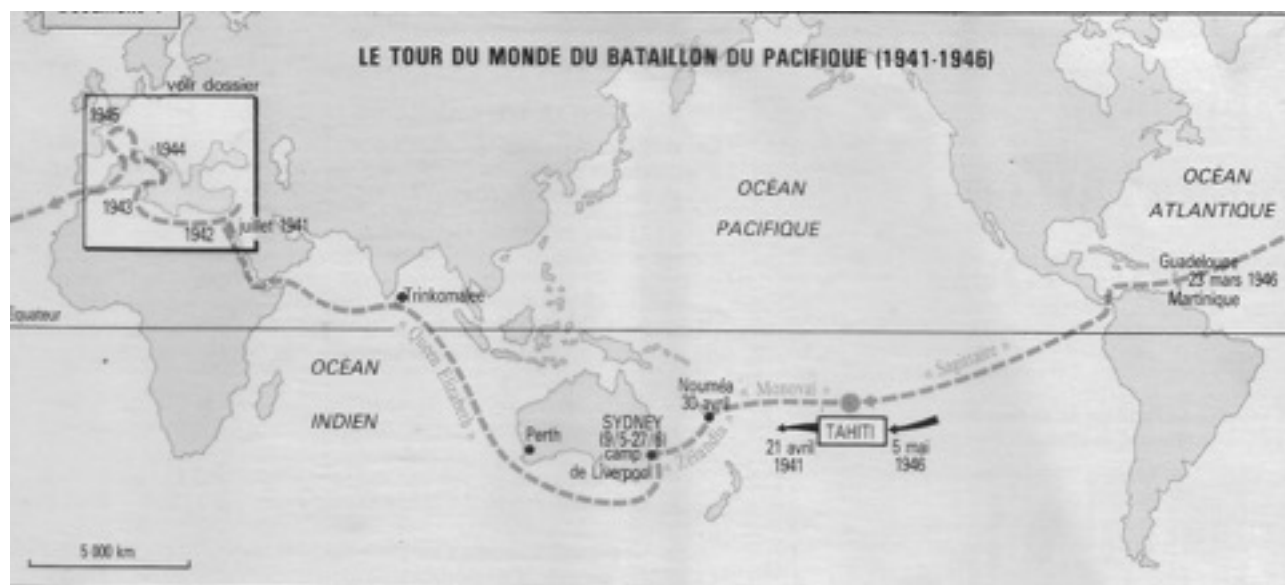 LE TOUR DU MONDE DU BATAILLON DU PACIFIQUE (1941-1946)
voir dossier
1945
1944
1943
1942
juillet 1941
OCÉAN
PACIFIQUE
OCÉAN
ATLANTIQUE
Guadeloupe
23 mars 1946
Martinique
Trinkomalee
Equateur
OCÉAN
INDIEN
« Queen Elizabeth »
Perth
SYDNEY
(9/5-27/6)
camp
de Liverpool
Nouméa
30 avril
Zélandia »
« Monovai »
« Sagittaire »
TAHITI
21 avril
1941
5 mai
1946
5 000 km